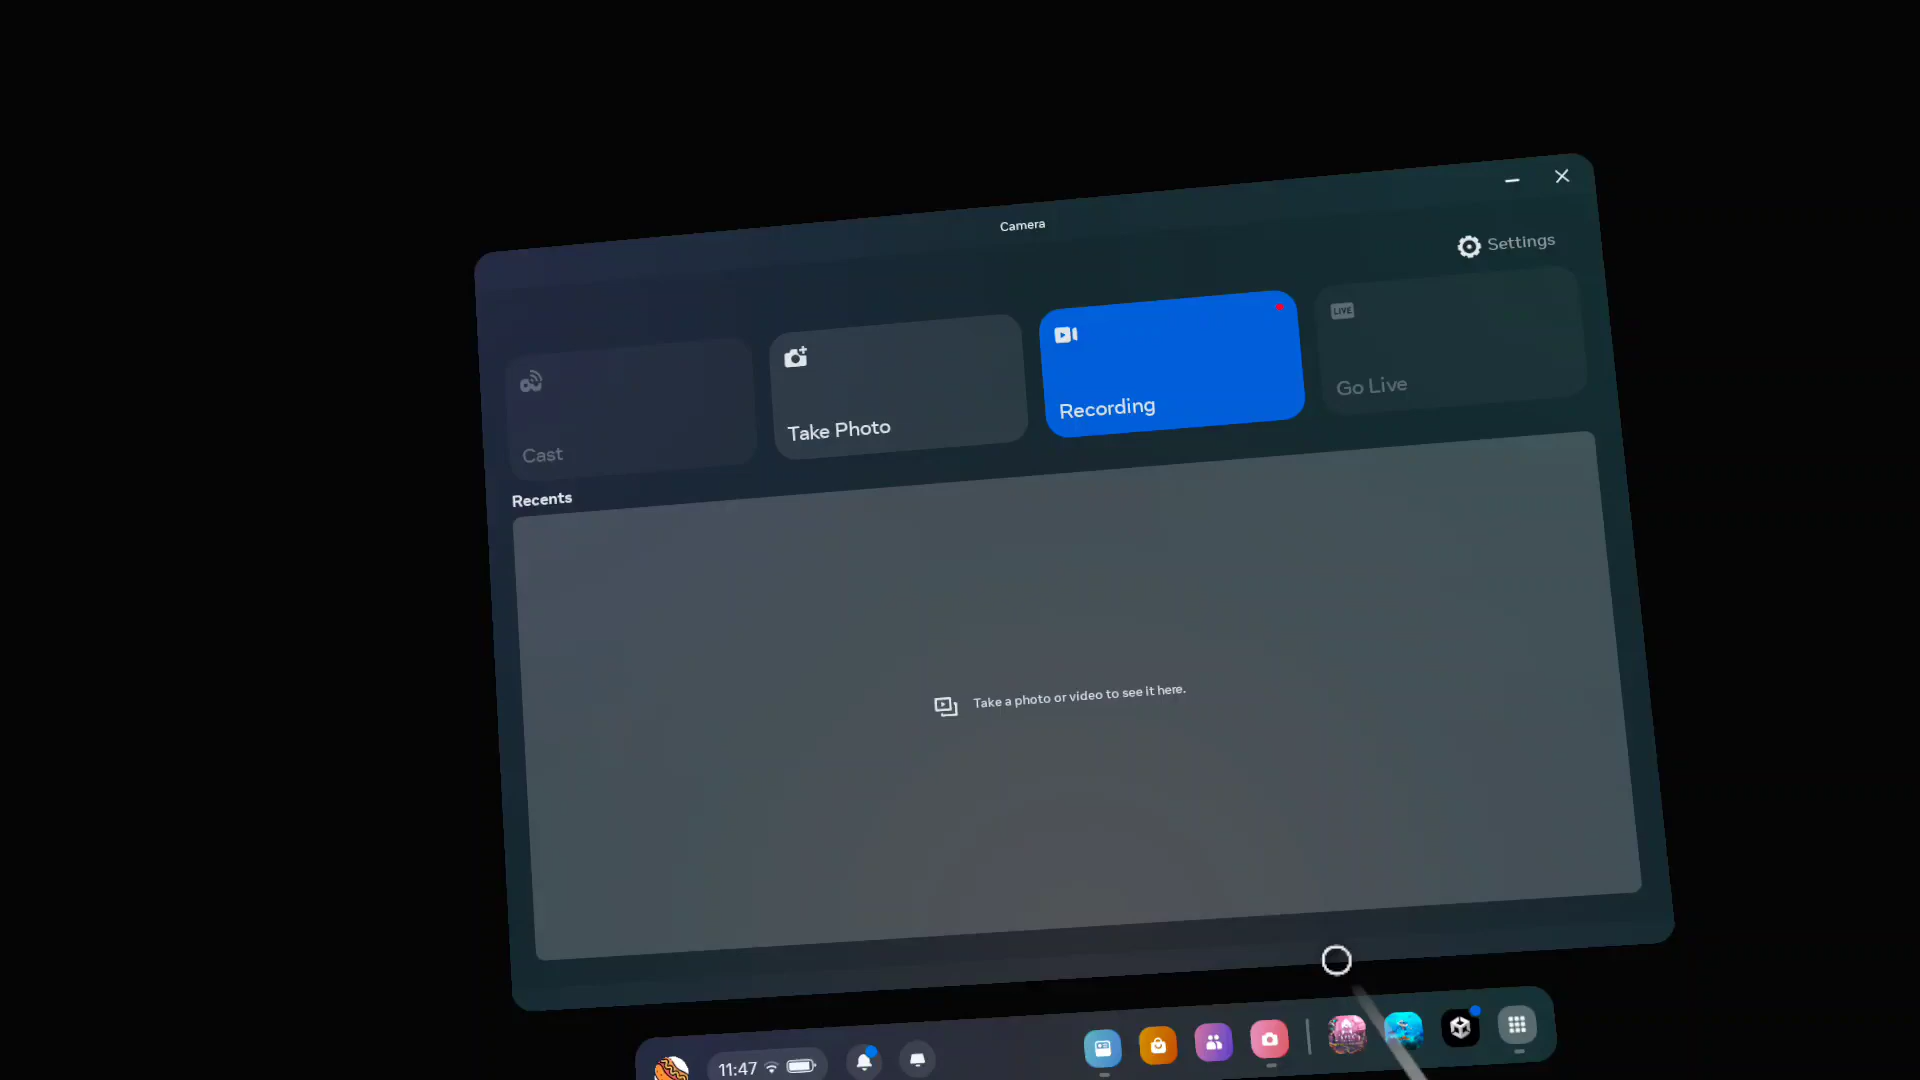 Camera
Settings
Cast
Take Photo
Recording
LIVE
Go Live
Recents
Take a photo or video to see it here.
11:47